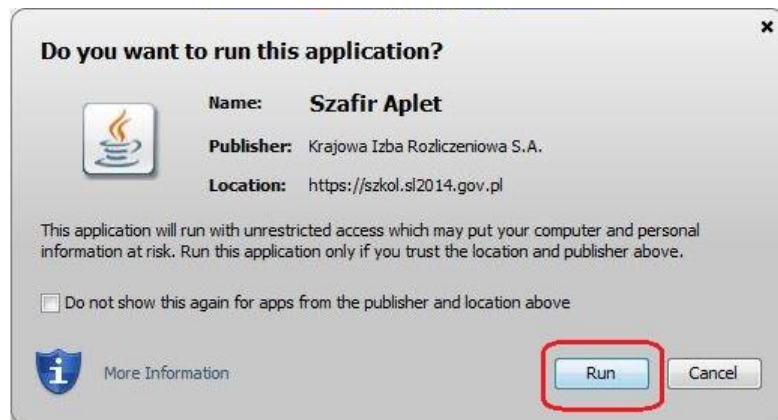 Do you want to run this application?
Name: Szafir Aplet
Publisher: Krajowa Izba Rozliczeniowa S.A.
Location: https://szkol.sl2014.gov.pl
This application will run with unrestricted access which may put your computer and personal
information at risk. Run this application only if you trust the location and publisher above.
Do not show this again for apps from the publisher and location above
More Information
Run
Cancel